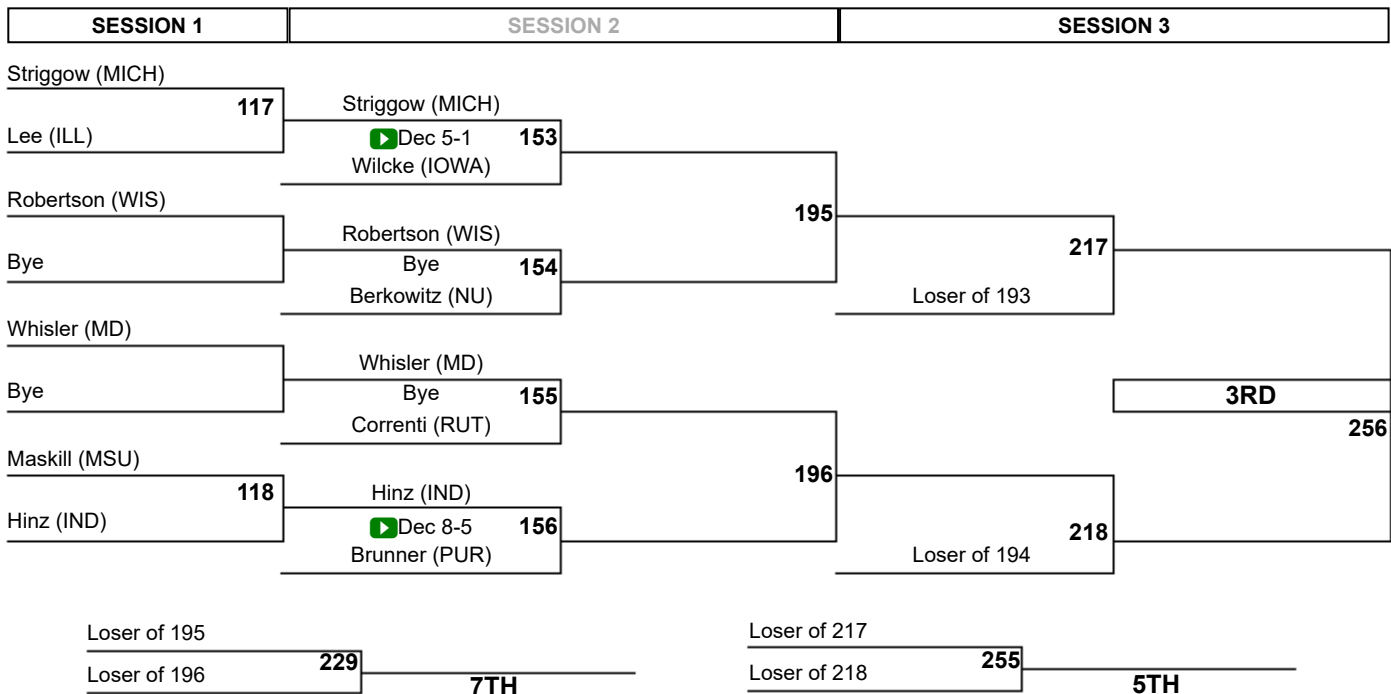 SESSION 1
SESSION 2
SESSION 3
Striggow (MICH)
117
Lee (ILL)
Striggow (MICH)
Dec 5-1
153
Wilcke (IOWA)
Robertson (WIS)
Bye
Robertson (WIS)
Bye
154
Berkowitz (NU)
195
217
Loser of 193
Whisler (MD)
Bye
Whisler (MD)
Bye
155
Correnti (RUT)
3RD
256
Maskill (MSU)
118
Hinz (IND)
Hinz (IND)
Dec 8-5
156
Brunner (PUR)
196
218
Loser of 194
Loser of 195
229
Loser of 196
7TH
Loser of 217
255
Loser of 218
5TH